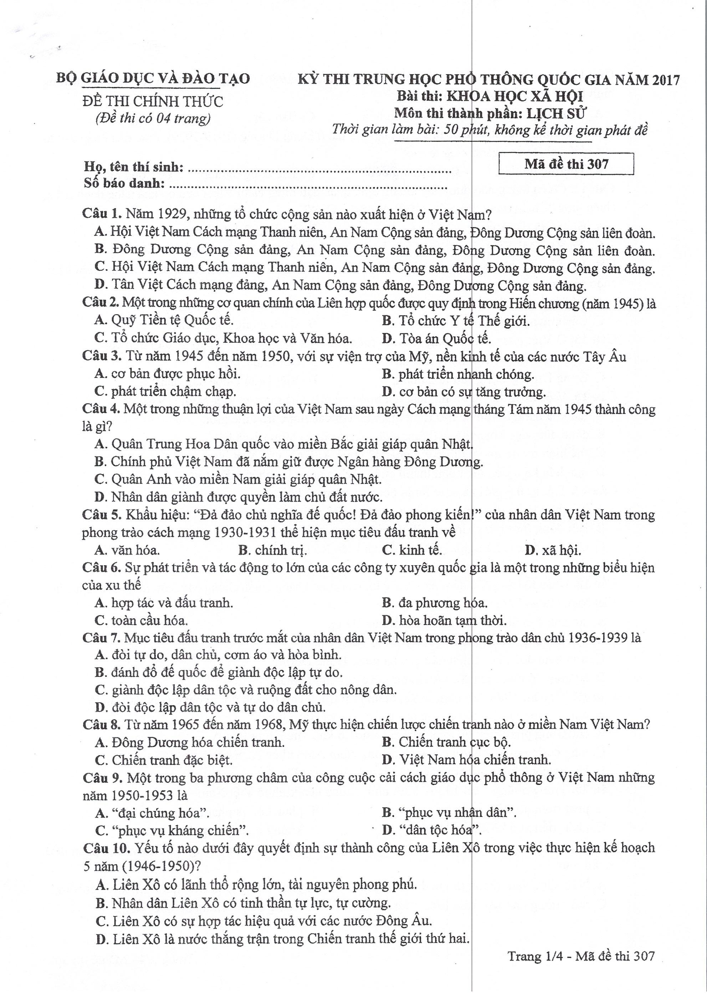 BỘ GIÁO DỤC VÀ ĐÀO TẠO
ĐỀ THI CHÍNH THỨC
(Đề thi có 04 trang)
KỲ THI TRUNG HỌC PHỔ THÔNG QUỐC GIA NĂM 2017
Bài thi: KHOA HỌC XÃ HỘI
Môn thi thành phần: LỊCH SỬ
Thời gian làm bài: 50 phút, không kể thời gian phát đề
Họ, tên thí sinh: ..........................................................................
Số báo danh: ..............................................................................
Mã đề thi 307
Câu 1. Năm 1929, những tổ chức cộng sản nào xuất hiện ở Việt Nam?
A. Hội Việt Nam Cách mạng Thanh niên, An Nam Cộng sản đảng, Đông Dương Cộng sản liên đoàn.
B. Đông Dương Cộng sản đảng, An Nam Cộng sản đảng, Đông Dương Cộng sản liên đoàn.
C. Hội Việt Nam Cách mạng Thanh niên, An Nam Cộng sản đảng, Đông Dương Cộng sản đảng.
D. Tân Việt Cách mạng đảng, An Nam Cộng sản đảng, Đông Dương Cộng sản đảng.
Câu 2. Một trong những cơ quan chính của Liên hợp quốc được quy định trong Hiến chương (năm 1945) là
A. Quỹ Tiền tệ Quốc tế. B. Tổ chức Y tế Thế giới.
C. Tổ chức Giáo dục, Khoa học và Văn hóa. D. Tòa án Quốc tế.
Câu 3. Từ năm 1945 đến năm 1950, với sự viện trợ của Mỹ, nền kinh tế của các nước Tây Âu
A. cơ bản được phục hồi. B. phát triển nhanh chóng.
C. phát triển chậm chạp. D. cơ bản có sự tăng trưởng.
Câu 4. Một trong những thuận lợi của Việt Nam sau ngày Cách mạng tháng Tám năm 1945 thành công
là gì?
A. Quân Trung Hoa Dân quốc vào miền Bắc giải giáp quân Nhật.
B. Chính phủ Việt Nam đã nắm giữ được Ngân hàng Đông Dương.
C. Quân Anh vào miền Nam giải giáp quân Nhật.
D. Nhân dân giành được quyền làm chủ đất nước.
Câu 5. Khẩu hiệu: “Đả đảo chủ nghĩa đế quốc! Đả đảo phong kiến!” của nhân dân Việt Nam trong
phong trào cách mạng 1930-1931 thể hiện mục tiêu đấu tranh về
A. văn hóa. B. chính trị. C. kinh tế. D. xã hội.
Câu 6. Sự phát triển và tác động to lớn của các công ty xuyên quốc gia là một trong những biểu hiện
của xu thế
A. hợp tác và đấu tranh. B. đa phương hóa.
C. toàn cầu hóa. D. hòa hoãn tạm thời.
Câu 7. Mục tiêu đấu tranh trước mắt của nhân dân Việt Nam trong phong trào dân chủ 1936-1939 là
A. đòi tự do, dân chủ, cơm áo và hòa bình.
B. đánh đổ đế quốc để giành độc lập tự do.
C. giành độc lập dân tộc và ruộng đất cho nông dân.
D. đòi độc lập dân tộc và tự do dân chủ.
Câu 8. Từ năm 1965 đến năm 1968, Mỹ thực hiện chiến lược chiến tranh nào ở miền Nam Việt Nam?
A. Đông Dương hóa chiến tranh. B. Chiến tranh cục bộ.
C. Chiến tranh đặc biệt. D. Việt Nam hóa chiến tranh.
Câu 9. Một trong ba phương châm của công cuộc cải cách giáo dục phổ thông ở Việt Nam những
năm 1950-1953 là
A. “đại chúng hóa”. B. “phục vụ nhân dân”.
C. “phục vụ kháng chiến”. D. “dân tộc hóa”.
Câu 10. Yếu tố nào dưới đây quyết định sự thành công của Liên Xô trong việc thực hiện kế hoạch
5 năm (1946-1950)?
A. Liên Xô có lãnh thổ rộng lớn, tài nguyên phong phú.
B. Nhân dân Liên Xô có tinh thần tự lực, tự cường.
C. Liên Xô có sự hợp tác hiệu quả với các nước Đông Âu.
D. Liên Xô là nước thắng trận trong Chiến tranh thế giới thứ hai.
Trang 1/4 - Mã đề thi 307